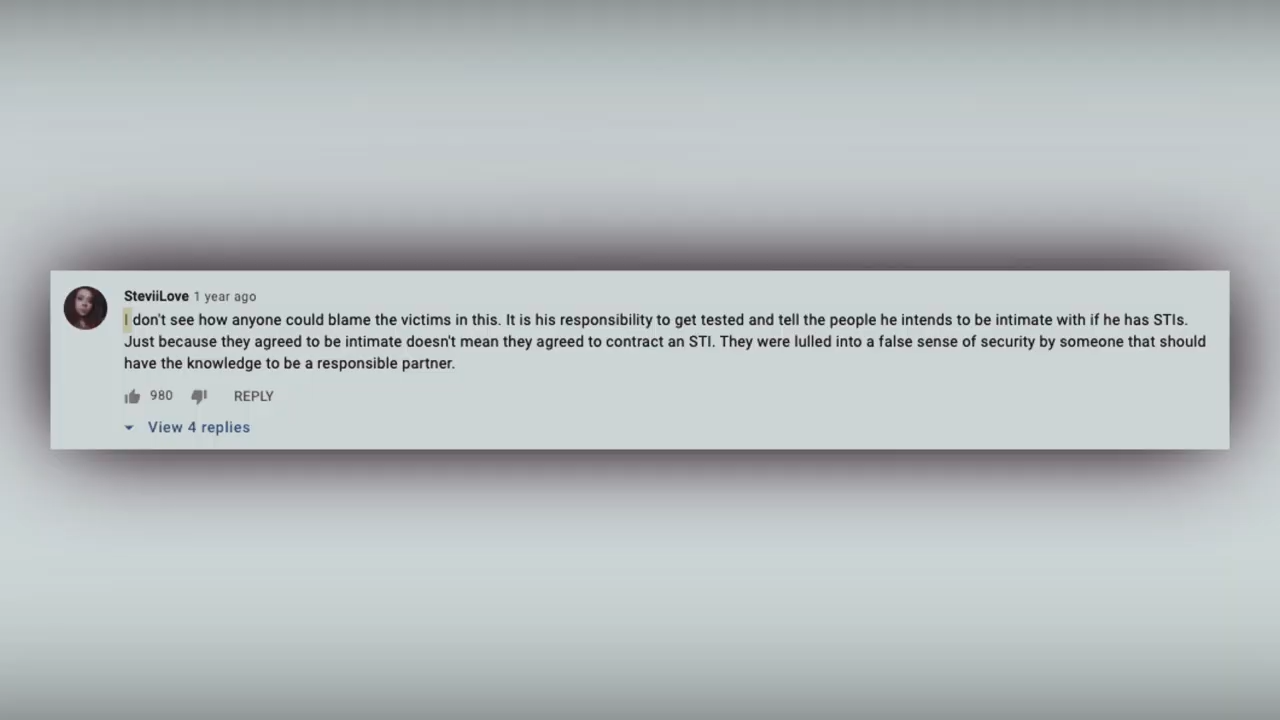 SteviiLove 1 year ago
I don't see how anyone could blame the victims in this. It is his responsibility to get tested and tell the people he intends to be intimate with if he has STIs.
Just because they agreed to be intimate doesn't mean they agreed to contract an STI. They were lulled into a false sense of security by someone that should
have the knowledge to be a responsible partner.
980 REPLY
View 4 replies